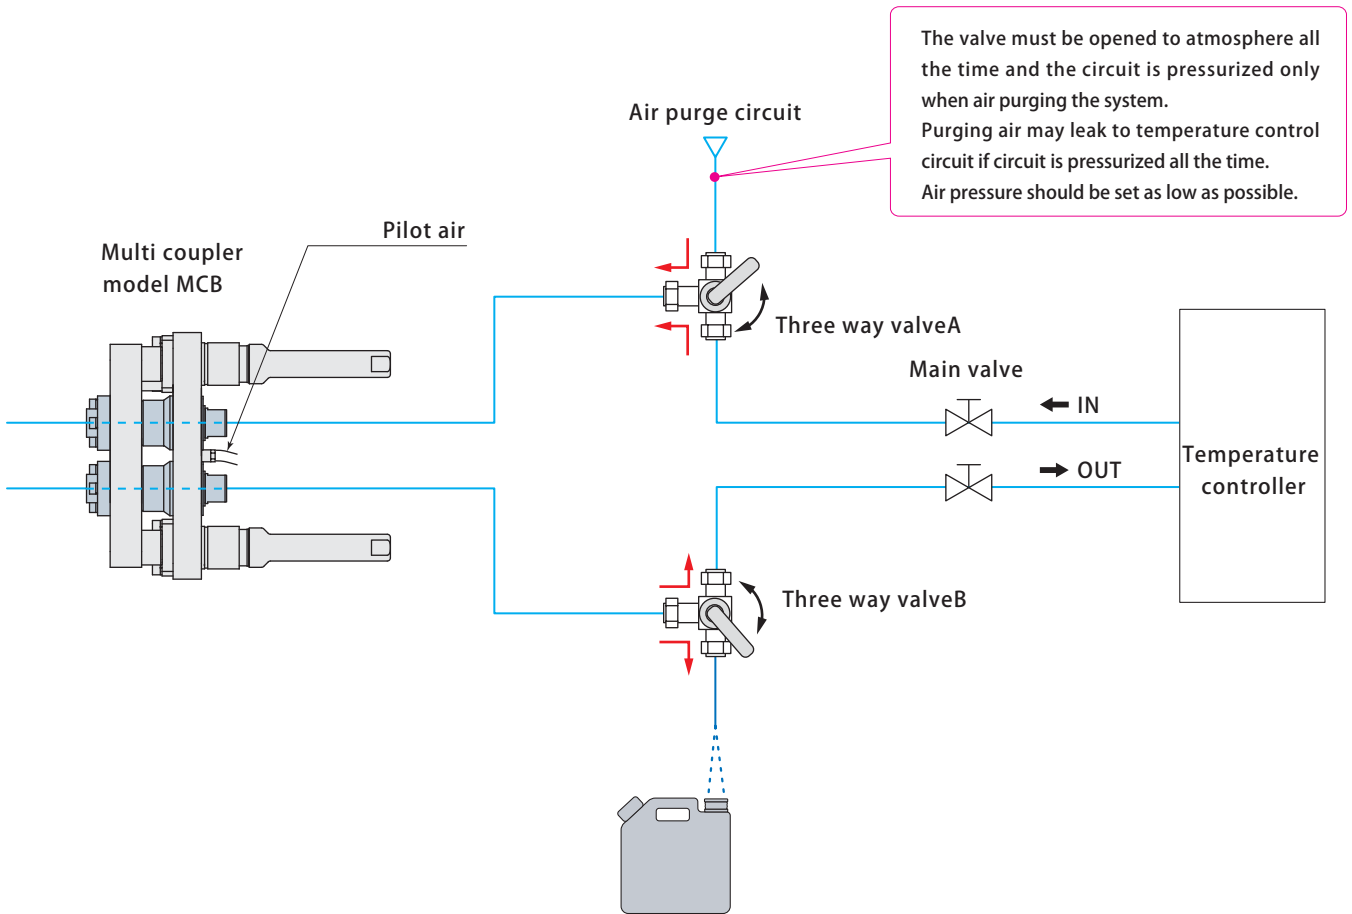 The valve must be opened to atmosphere all
the time and the circuit is pressurized only
when air purging the system.
Purging air may leak to temperature control
circuit if circuit is pressurized all the time.
Air pressure should be set as low as possible.
Air purge circuit
Pilot air
Multi coupler
model MCB
Three way valveA
Main valve
IN
OUT
Temperature
controller
Three way valveB